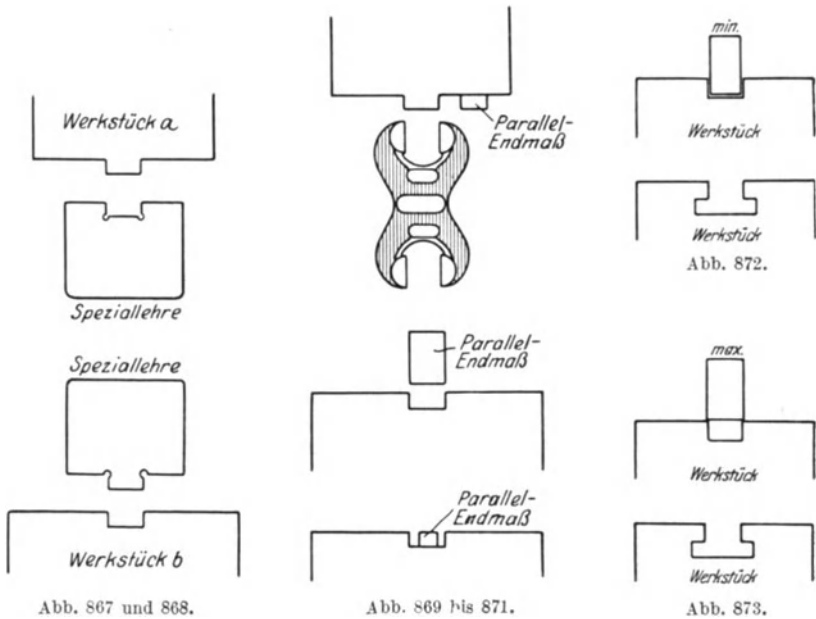 Werkstück a
Speziallehre
Speziallehre
Werkstück b
Abb. 867 und 868.
Parallel-
Endmaß
Parallel-
Endmaß
Parallel-
Endmaß
Abb. 869 bis 871.
min.
Werkstück
Werkstück
Abb. 872.
max.
Werkstück
Werkstück
Abb. 873.